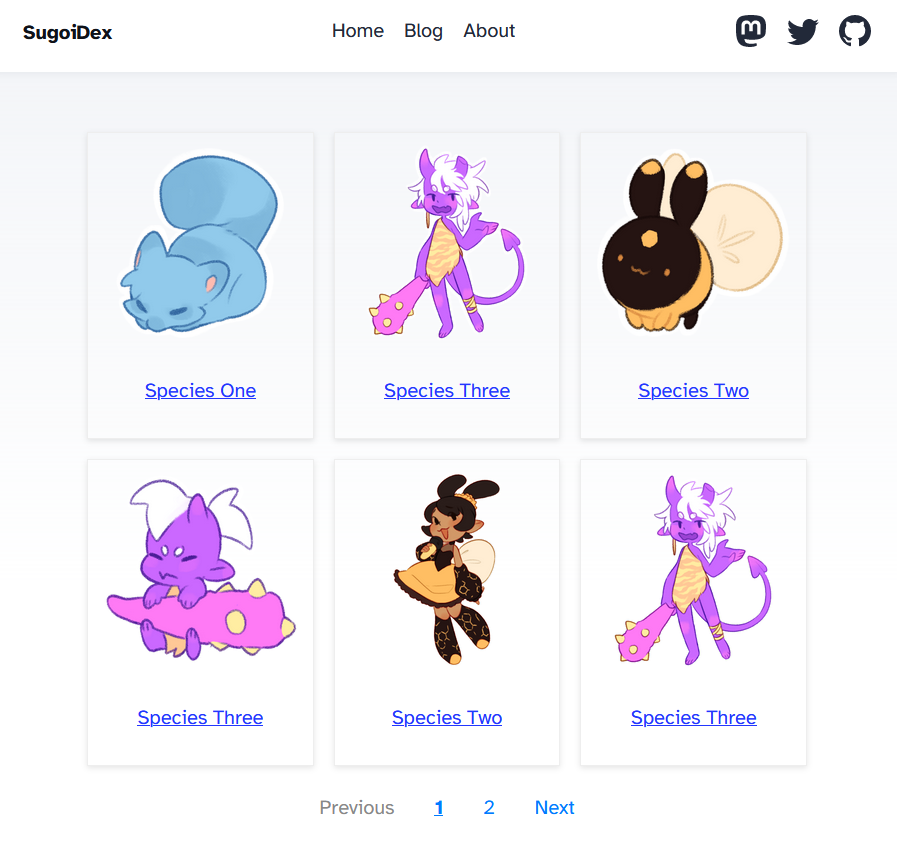 SugoiDex Home Blog About
Species One Species Three Species Two
Species Three Species Two Species Three
Previous 1 2 Next